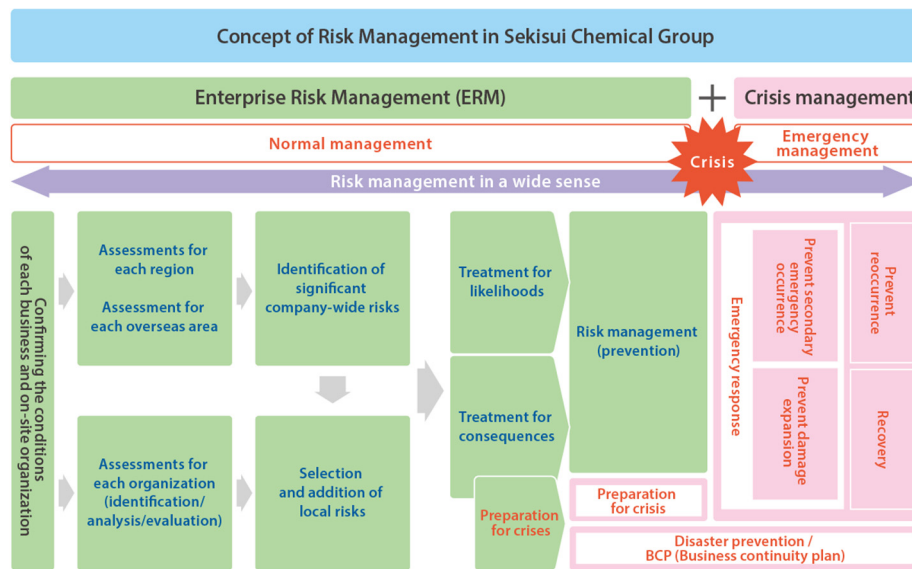 Concept of Risk Management in Sekisui Chemical Group
Enterprise Risk Management (ERM)
+
Crisis management
Normal management
Crisis
Emergency
management
Risk management in a wide sense
Confirming the conditions
of each business and on-site organization
Assessments for
each region
Assessment for
each overseas area
Identification of
significant
company-wide risks
Assessments for
each organization
(identification/
analysis/evaluation)
Selection
and addition of
local risks
Treatment for
likelihoods
Treatment for
consequences
Preparation
for crises
Risk management
(prevention)
Preparation
for crisis
Emergency response
Prevent secondary
emergency
occurrence
Prevent damage
expansion
Prevent
reoccurrence
Recovery
Disaster prevention /
BCP (Business continuity plan)